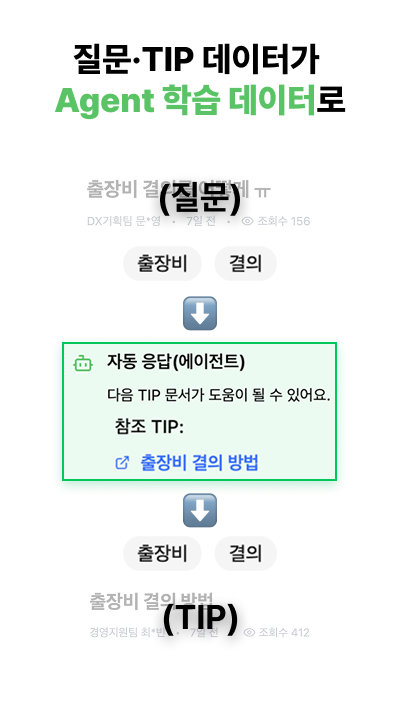 질문·TIP 데이터가
Agent 학습 데이터로
출장비 결의 어떻게 ㅠ
(질문)
DX기획팀 문*영 · 7일 전 · 조회수 156
출장비 결의
자동 응답(에이전트)
다음 TIP 문서가 도움이 될 수 있어요.
참조 TIP:
출장비 결의 방법
출장비 결의
출장비 결의 방법
(TIP)
경영지원팀 최*빈 · 7일 전 · 조회수 412